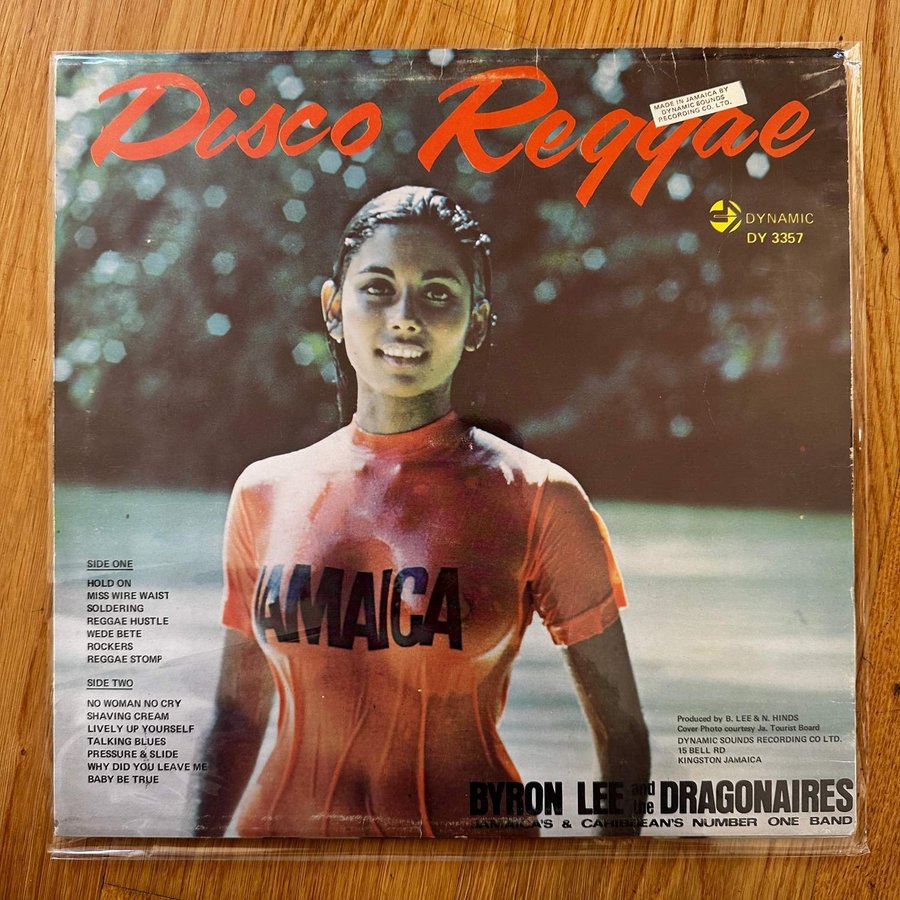 Disco Reggae
MADE IN JAMAICA BY
DYNAMIC SOUNDS
RECORDING CO. LTD.
DYNAMIC
DY 3357
JAMAICA
SIDE ONE
HOLD ON
MISS WIRE WAIST
SOLDERING
REGGAE HUSTLE
WEDE BETE
ROCKERS
REGGAE STOMP
SIDE TWO
NO WOMAN NO CRY
SHAVING CREAM
LIVELY UP YOURSELF
TALKING BLUES
PRESSURE & SLIDE
WHY DID YOU LEAVE ME
BABY BE TRUE
Produced by B. LEE & N. HINDS
Cover Photo courtesy Ja. Tourist Board
DYNAMIC SOUNDS RECORDING CO LTD.
15 BELL RD
KINGSTON JAMAICA
BYRON LEE and the DRAGONAIRES
JAMAICA'S & CARIBBEAN'S NUMBER ONE BAND